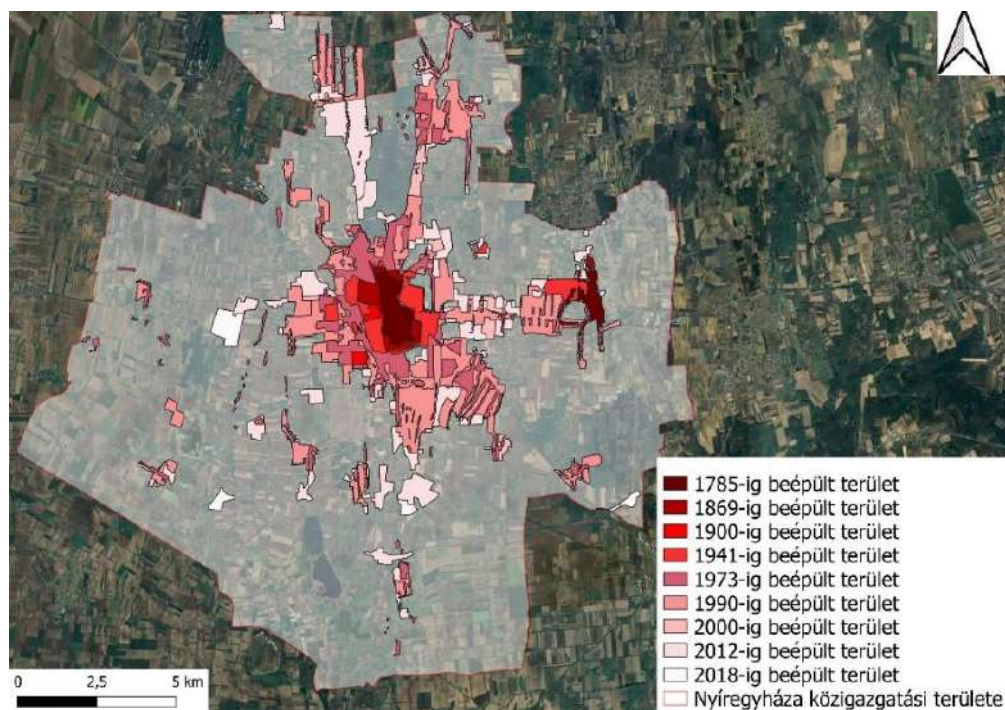 1785-ig beépült terület
1869-ig beépült terület
1900-ig beépült terület
1941-ig beépült terület
1973-ig beépült terület
1990-ig beépült terület
2000-ig beépült terület
2012-ig beépült terület
2018-ig beépült terület
Nyíregyháza közigazgatási területe
0 2,5 5 km